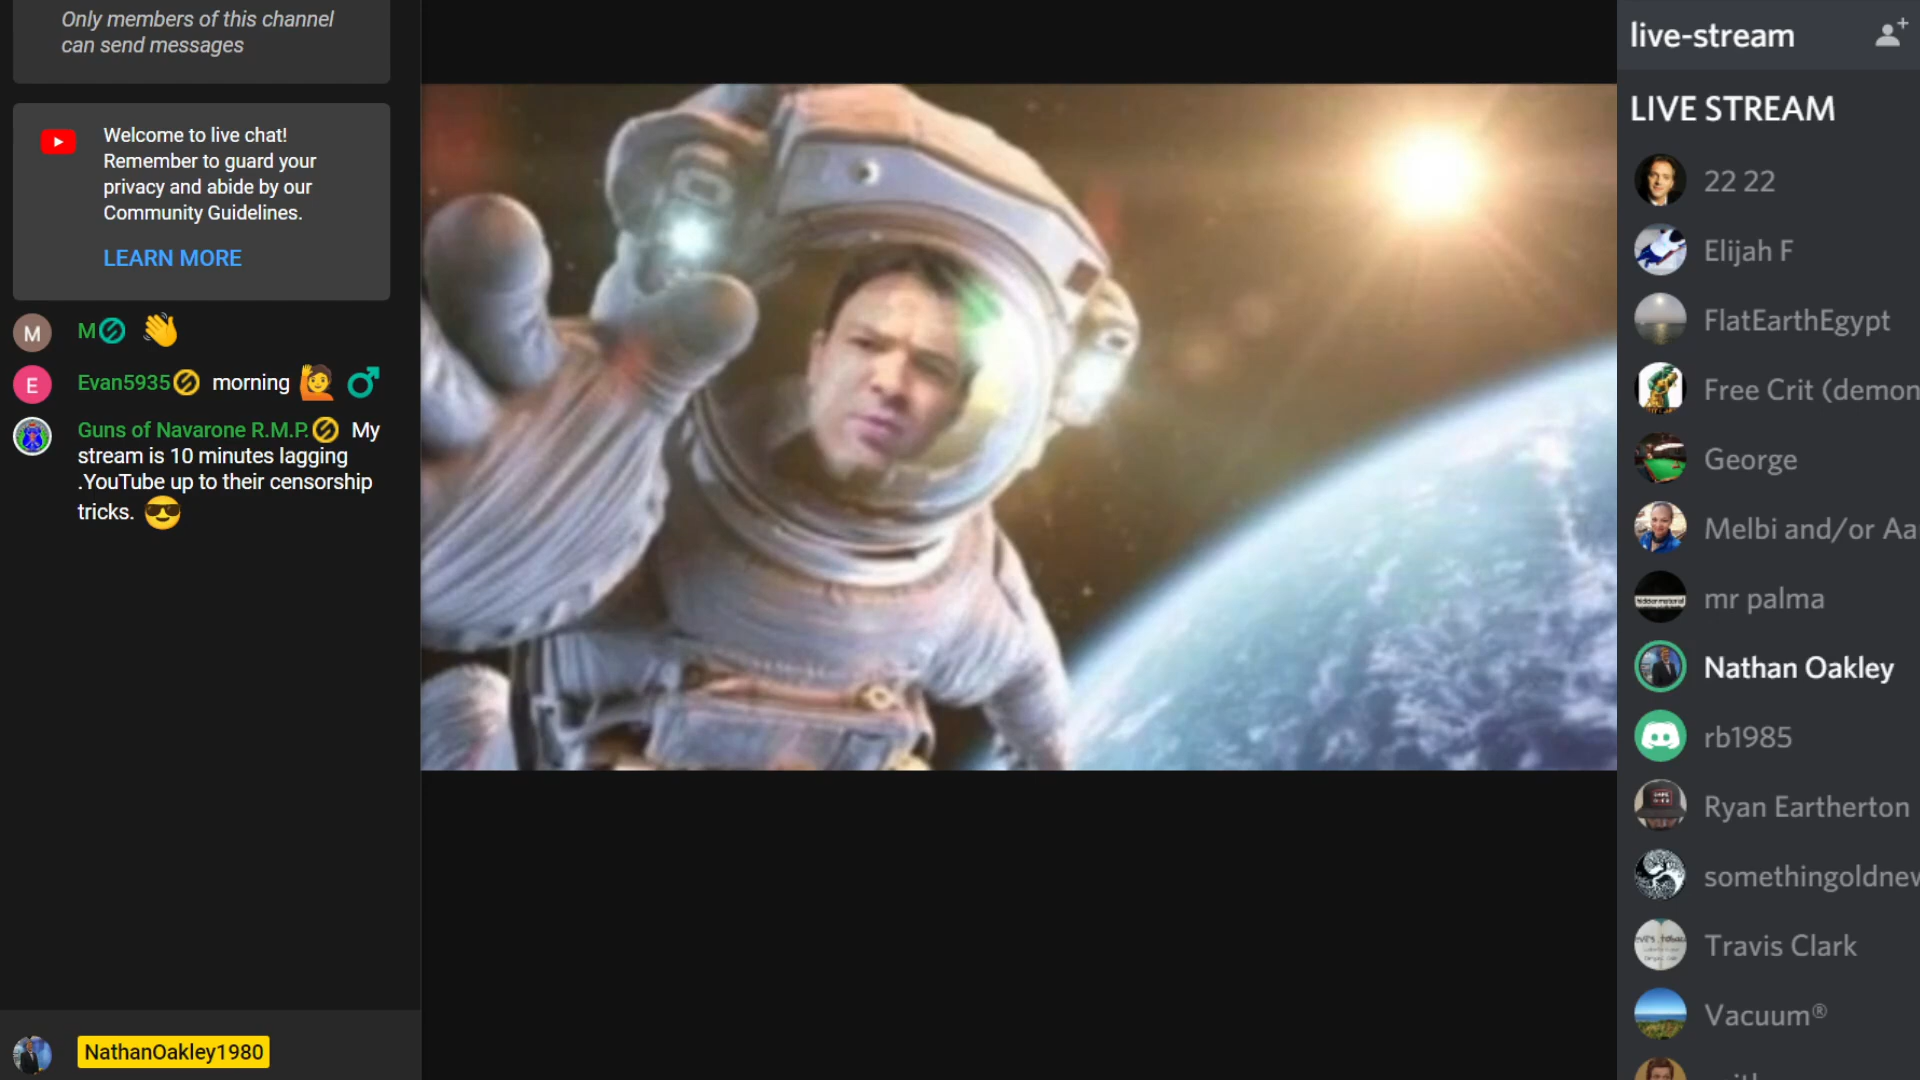 Only members of this channel
can send messages
Welcome to live chat!
Remember to guard your
privacy and abide by our
Community Guidelines.
LEARN MORE
M
M 👋
E
Evan5935 morning 🙋 ♂
Guns of Navarone R.M.P. My
stream is 10 minutes lagging
.YouTube up to their censorship
tricks. 😎
NathanOakley1980
live-stream
LIVE STREAM
22 22
Elijah F
FlatEarthEgypt
Free Crit (demon
George
Melbi and/or Aa
mr palma
Nathan Oakley
rb1985
Ryan Eartherton
somethingoldnew
Travis Clark
Vacuum®